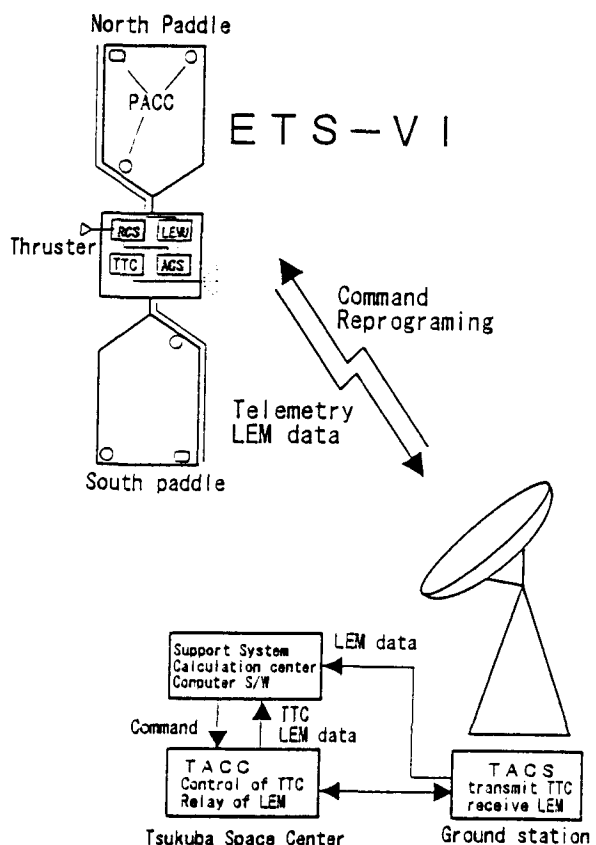 North Paddle
PACC
ETS-VI
RCS LEMU
Thruster
TTC ACS
Command
Reprograming
Telemetry
LEM data
South paddle
LEM data
Support System
Calculation center
Computer S/W
TTC
LEM data
Command
TACC
Control of TTC
Relay of LEM
TACS
transmit TTC
receive LEM
Tsukuba Space Center
Ground station